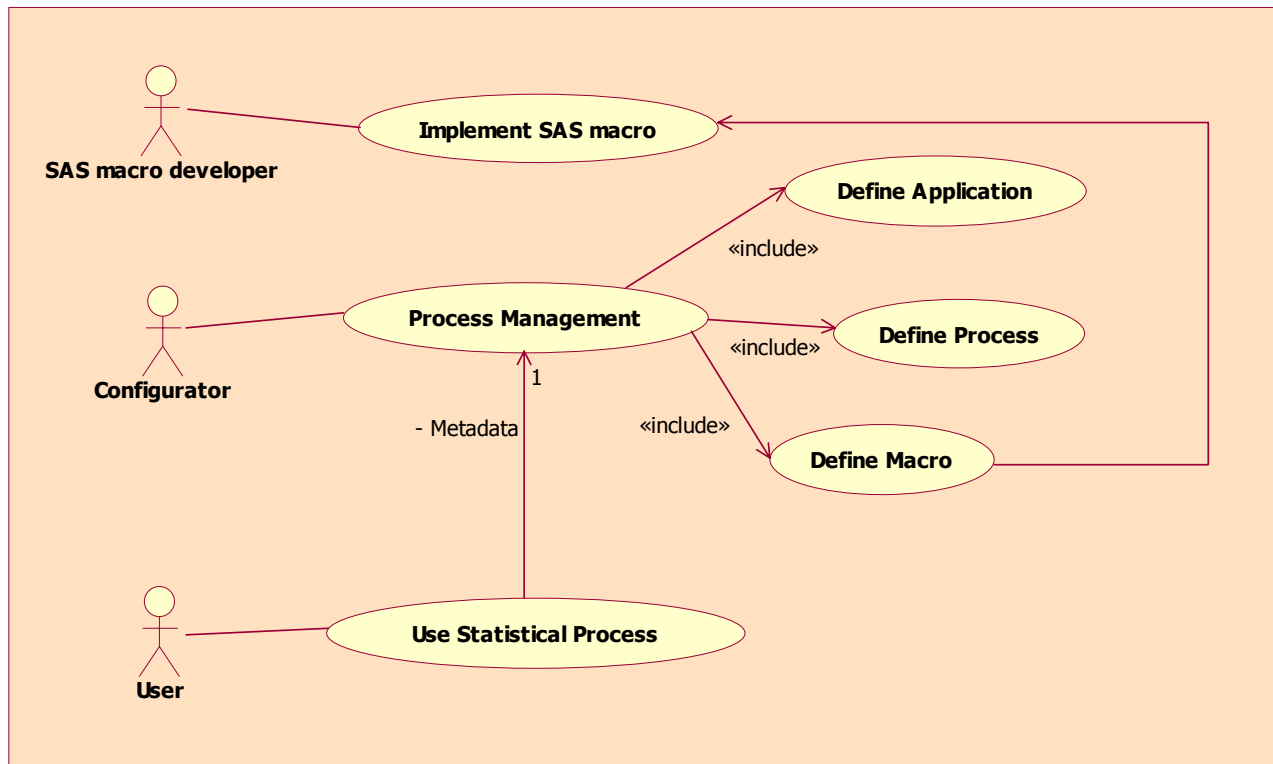 Implement SAS macro
SAS macro developer
Define Application
«include»
Process Management
Define Process
«include»
Configurator
1
- Metadata
«include»
Define Macro
Use Statistical Process
User